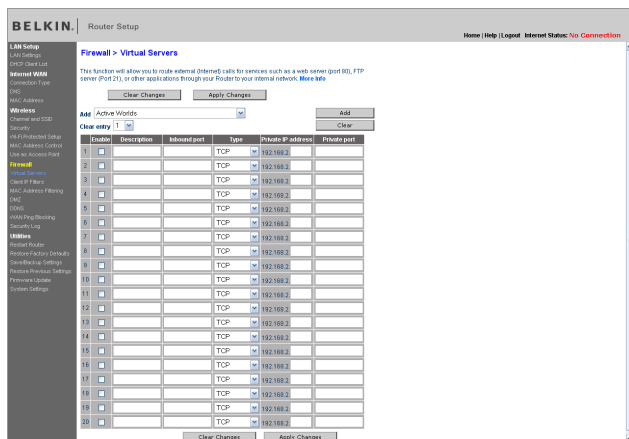 BELKIN. Router Setup
Home | Help | Logout Internet Status: No Connection
LAN Setup
LAN Settings
DHCP Client List
Internet WAN
Connection Type
DNS
MAC Address
Wireless
Channel and SSID
Security
Wi-Fi Protected Setup
MAC Address Control
Use as Access Point
Firewall
Virtual Servers
Client IP Filters
MAC Address Filtering
DMZ
DDNS
WAN Ping Blocking
Security Log
Utilities
Restart Router
Restore Factory Defaults
Save/Backup Settings
Restore Previous Settings
Firmware Update
System Settings
Firewall > Virtual Servers
This function will allow you to route external (Internet) calls for services such as a web server (port 80), FTP
server (Port 21), or other applications through your Router to your internal network. More Info
Clear Changes Apply Changes
Add Active Worlds Add
Clear entry 1 Clear
Enable Description Inbound port Type Private IP address Private port
1 TCP 192.168.2.
2 TCP 192.168.2.
3 TCP 192.168.2.
4 TCP 192.168.2.
5 TCP 192.168.2.
6 TCP 192.168.2.
7 TCP 192.168.2.
8 TCP 192.168.2.
9 TCP 192.168.2.
10 TCP 192.168.2.
11 TCP 192.168.2.
12 TCP 192.168.2.
13 TCP 192.168.2.
14 TCP 192.168.2.
15 TCP 192.168.2.
16 TCP 192.168.2.
17 TCP 192.168.2.
18 TCP 192.168.2.
19 TCP 192.168.2.
20 TCP 192.168.2.
Clear Changes Apply Changes